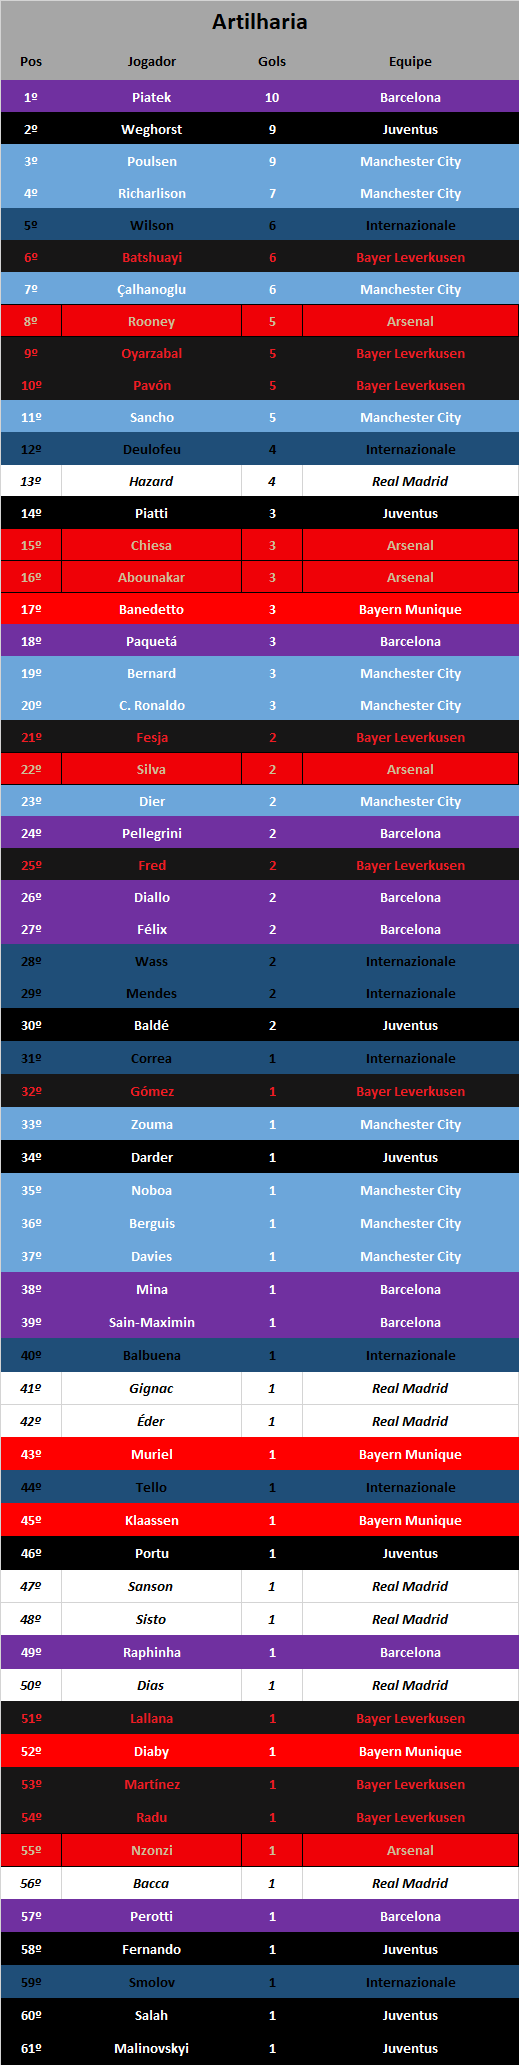 Artilharia
Pos Jogador Gols Equipe
1º Piatek 10 Barcelona
2º Weghorst 9 Juventus
3º Poulsen 9 Manchester City
4º Richarlison 7 Manchester City
5º Wilson 6 Internazionale
6º Batshuayi 6 Bayer Leverkusen
7º Çalhanoglu 6 Manchester City
8º Rooney 5 Arsenal
9º Oyarzabal 5 Bayer Leverkusen
10º Pavón 5 Bayer Leverkusen
11º Sancho 5 Manchester City
12º Deulofeu 4 Internazionale
13º Hazard 4 Real Madrid
14º Piatti 3 Juventus
15º Chiesa 3 Arsenal
16º Abounakar 3 Arsenal
17º Banedetto 3 Bayern Munique
18º Paquetá 3 Barcelona
19º Bernard 3 Manchester City
20º C. Ronaldo 3 Manchester City
21º Fesja 2 Bayer Leverkusen
22º Silva 2 Arsenal
23º Dier 2 Manchester City
24º Pellegrini 2 Barcelona
25º Fred 2 Bayer Leverkusen
26º Diallo 2 Barcelona
27º Félix 2 Barcelona
28º Wass 2 Internazionale
29º Mendes 2 Internazionale
30º Baldé 2 Juventus
31º Correa 1 Internazionale
32º Gómez 1 Bayer Leverkusen
33º Zouma 1 Manchester City
34º Darder 1 Juventus
35º Noboa 1 Manchester City
36º Berguis 1 Manchester City
37º Davies 1 Manchester City
38º Mina 1 Barcelona
39º Sain-Maximin 1 Barcelona
40º Balbuena 1 Internazionale
41º Gignac 1 Real Madrid
42º Éder 1 Real Madrid
43º Muriel 1 Bayern Munique
44º Tello 1 Internazionale
45º Klaassen 1 Bayern Munique
46º Portu 1 Juventus
47º Sanson 1 Real Madrid
48º Sisto 1 Real Madrid
49º Raphinha 1 Barcelona
50º Dias 1 Real Madrid
51º Lallana 1 Bayer Leverkusen
52º Diaby 1 Bayern Munique
53º Martínez 1 Bayer Leverkusen
54º Radu 1 Bayer Leverkusen
55º Nzonzi 1 Arsenal
56º Bacca 1 Real Madrid
57º Perotti 1 Barcelona
58º Fernando 1 Juventus
59º Smolov 1 Internazionale
60º Salah 1 Juventus
61º Malinovskyi 1 Juventus